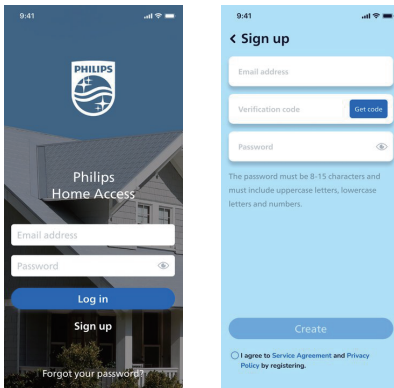 9:41
PHILIPS
Philips
Home Access
Email address
Password
Log in
Sign up
Forgot your password?
9:41
Sign up
Email address
Verification code
Get code
Password
The password must be 8-15 characters and
must include uppercase letters, lowercase
letters and numbers.
Create
I agree to Service Agreement and Privacy
Policy by registering.